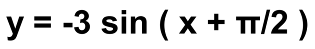 y = -3 sin ( x + π/2 )